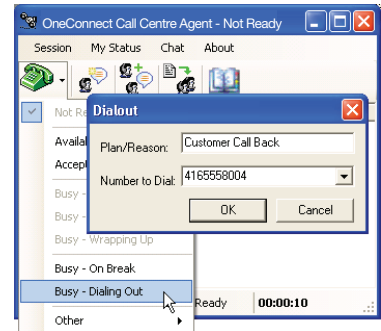 OneConnect Call Centre Agent - Not Ready
Session My Status Chat About
Not Re
Dialout
Availal
Plan/Reason: Customer Call Back
Accept
Number to Dial: 4165558004
Busy -
OK Cancel
Busy -
Busy - Wrapping Up
Busy - On Break
Busy - Dialing Out
Ready 00:00:10
Other